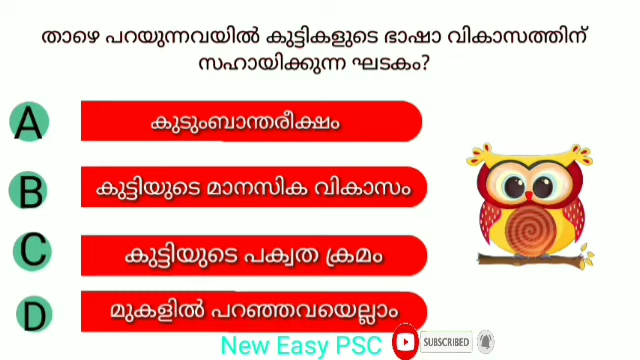 താഴെ പറയുന്നവയിൽ കുട്ടികളുടെ ഭാഷാ വികാസത്തിന്
സഹായിക്കുന്ന ഘടകം?
A കുടുംബാന്തരീക്ഷം
B കുട്ടിയുടെ മാനസിക വികാസം
C കുട്ടിയുടെ പക്വത ക്രമം
D മുകളിൽ പറഞ്ഞവയെല്ലാം
New Easy PSC SUBSCRIBED